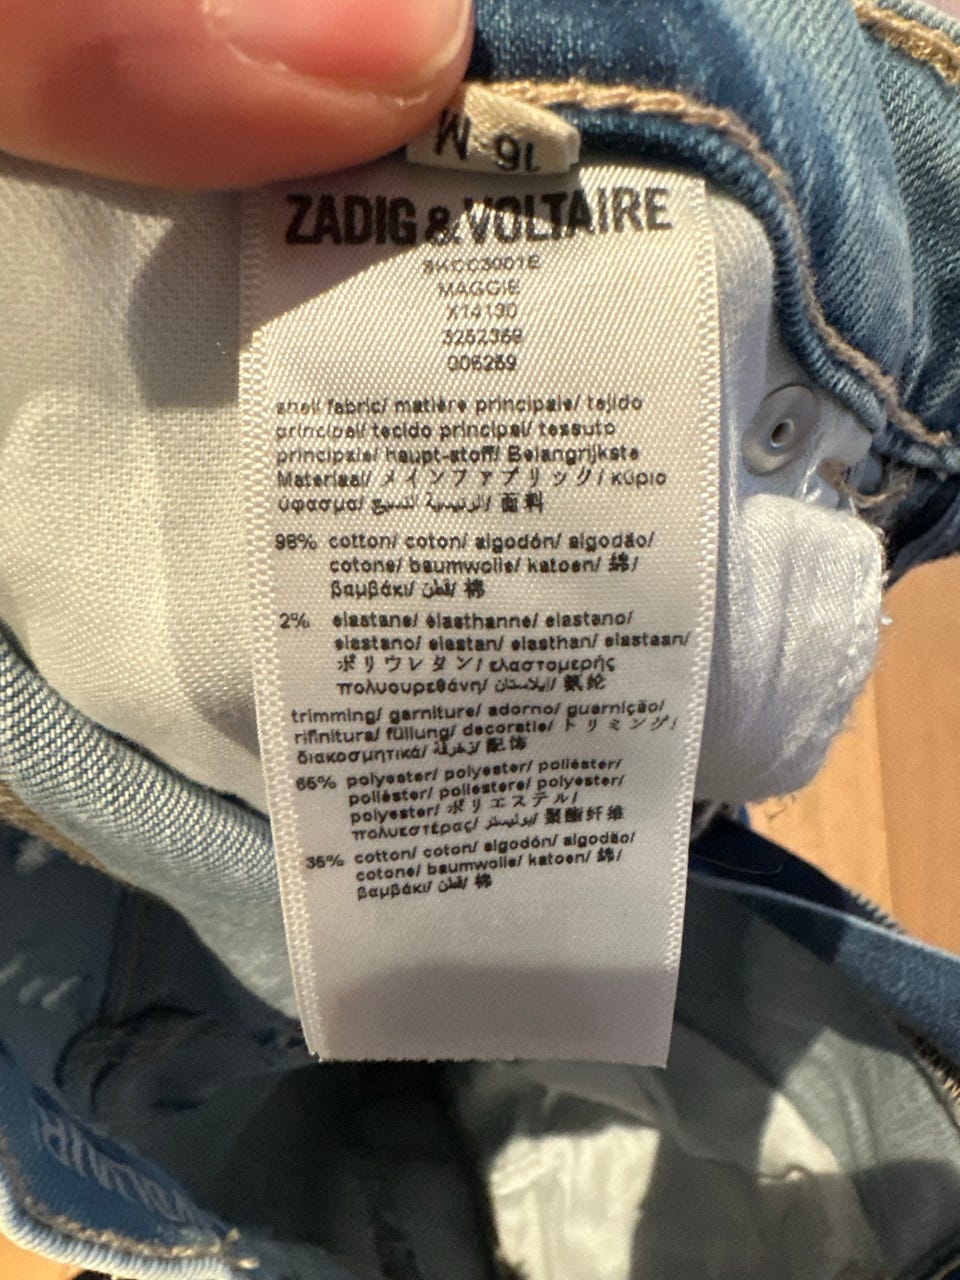 M 16
ZADIG & VOLTAIRE
SKCC3001E
MAGGIE
X14130
3252358
006259
shell fabric/ matière principale/ tejido
principal/ tecido principal/ tessuto
principale/ haupt-stoff/ Belangrijkste
Materiaal/ メインファブリック/ κύριο
ύφασμα/ الرئيسية النسيج/ 面料
98% cotton/ coton/ algodón/ algodão/
cotone/ baumwolle/ katoen/ 綿/
βαμβάκι/ قطن/ 棉
2% elastane/ élasthanne/ elastano/
elastano/ elastan/ elasthan/ elastaan/
ポリウレタン/ ελαστομερής
πολυουρεθάνη/ إيلاستان/ 氨纶
trimming/ garniture/ adorno/ guarnição/
rifinitura/ füllung/ decoratie/ トリミング/
διακοσμητικά/ زخرفة/ 配饰
65% polyester/ polyester/ poliéster/
poliéster/ poliestere/ polyester/
polyester/ ポリエステル/
πολυεστέρας/ بوليستر/ 聚酯纤维
35% cotton/ coton/ algodón/ algodão/
cotone/ baumwolle/ katoen/ 綿/
βαμβάκι/ قطن/ 棉